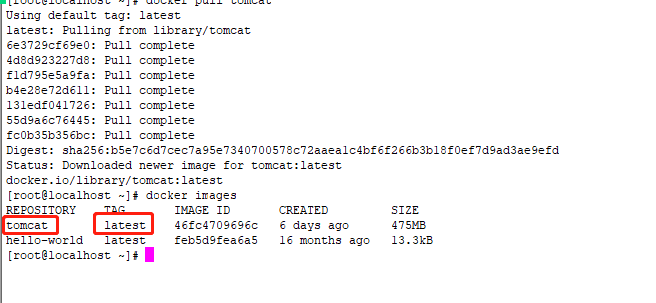 [root@localhost ~]# docker pull tomcat
Using default tag: latest
latest: Pulling from library/tomcat
6e3729cf69e0: Pull complete
4d8d923227d8: Pull complete
f1d795e5a9fa: Pull complete
b4e28e72d611: Pull complete
131edf041726: Pull complete
55d9a6c76445: Pull complete
fc0b35b356bc: Pull complete
Digest: sha256:b5e7c6d7cec7a95e7340700578c72aaea1c4bf6f266b3b18f0ef7d9ad3ae9efd
Status: Downloaded newer image for tomcat:latest
docker.io/library/tomcat:latest
[root@localhost ~]# docker images
REPOSITORY TAG IMAGE ID CREATED SIZE
tomcat latest 46fc4709696c 6 days ago 475MB
hello-world latest feb5d9fea6a5 16 months ago 13.3kB
[root@localhost ~]#